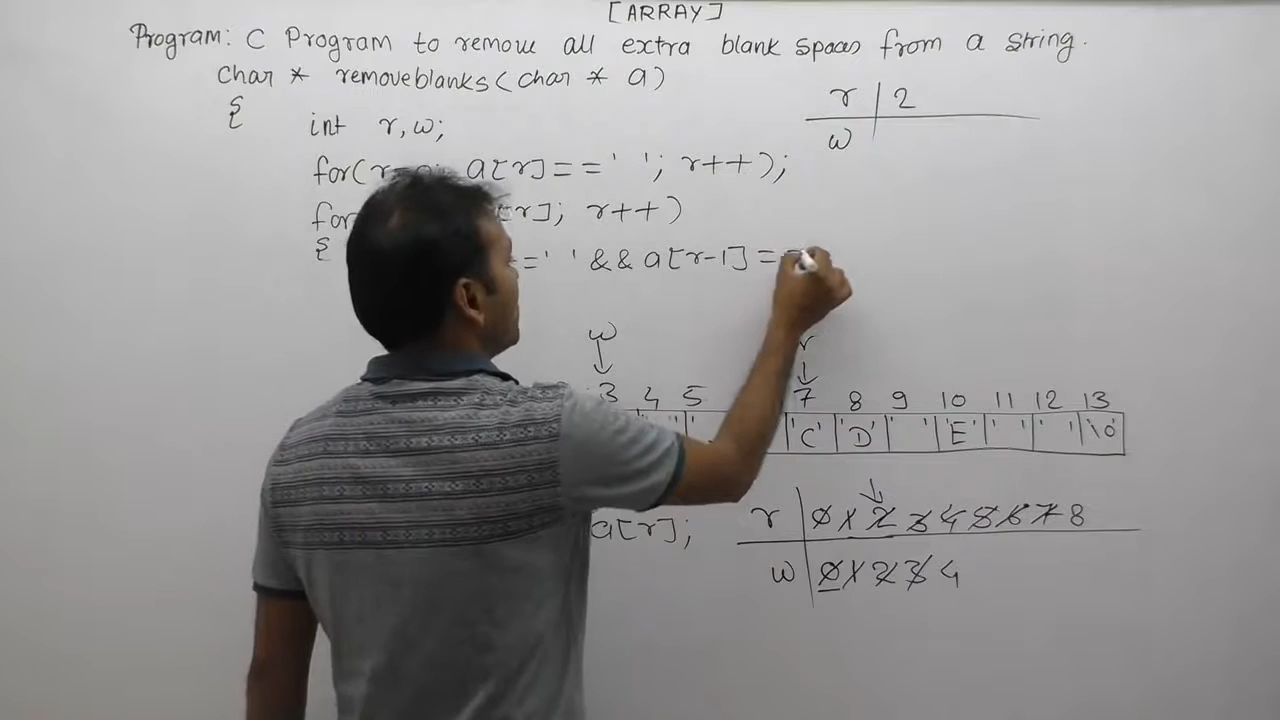 [ARRAY]
Program: C Program to remove all extra blank spaces from a string.
Char * removeblanks(char * a)
{
int r,w;
for(r=0; a[r]==' '; r++);
for r]; r++)
{ =' ' && a[r-1]==
r | 2
w
w r
3 4 5 7 8 9 10 11 12 13
' ' 'C' 'D' ' ' 'E' ' ' ' ' \0
a[r];
r | 0 1 2 3 4 5 6 7 8
w | 0 1 2 3 4